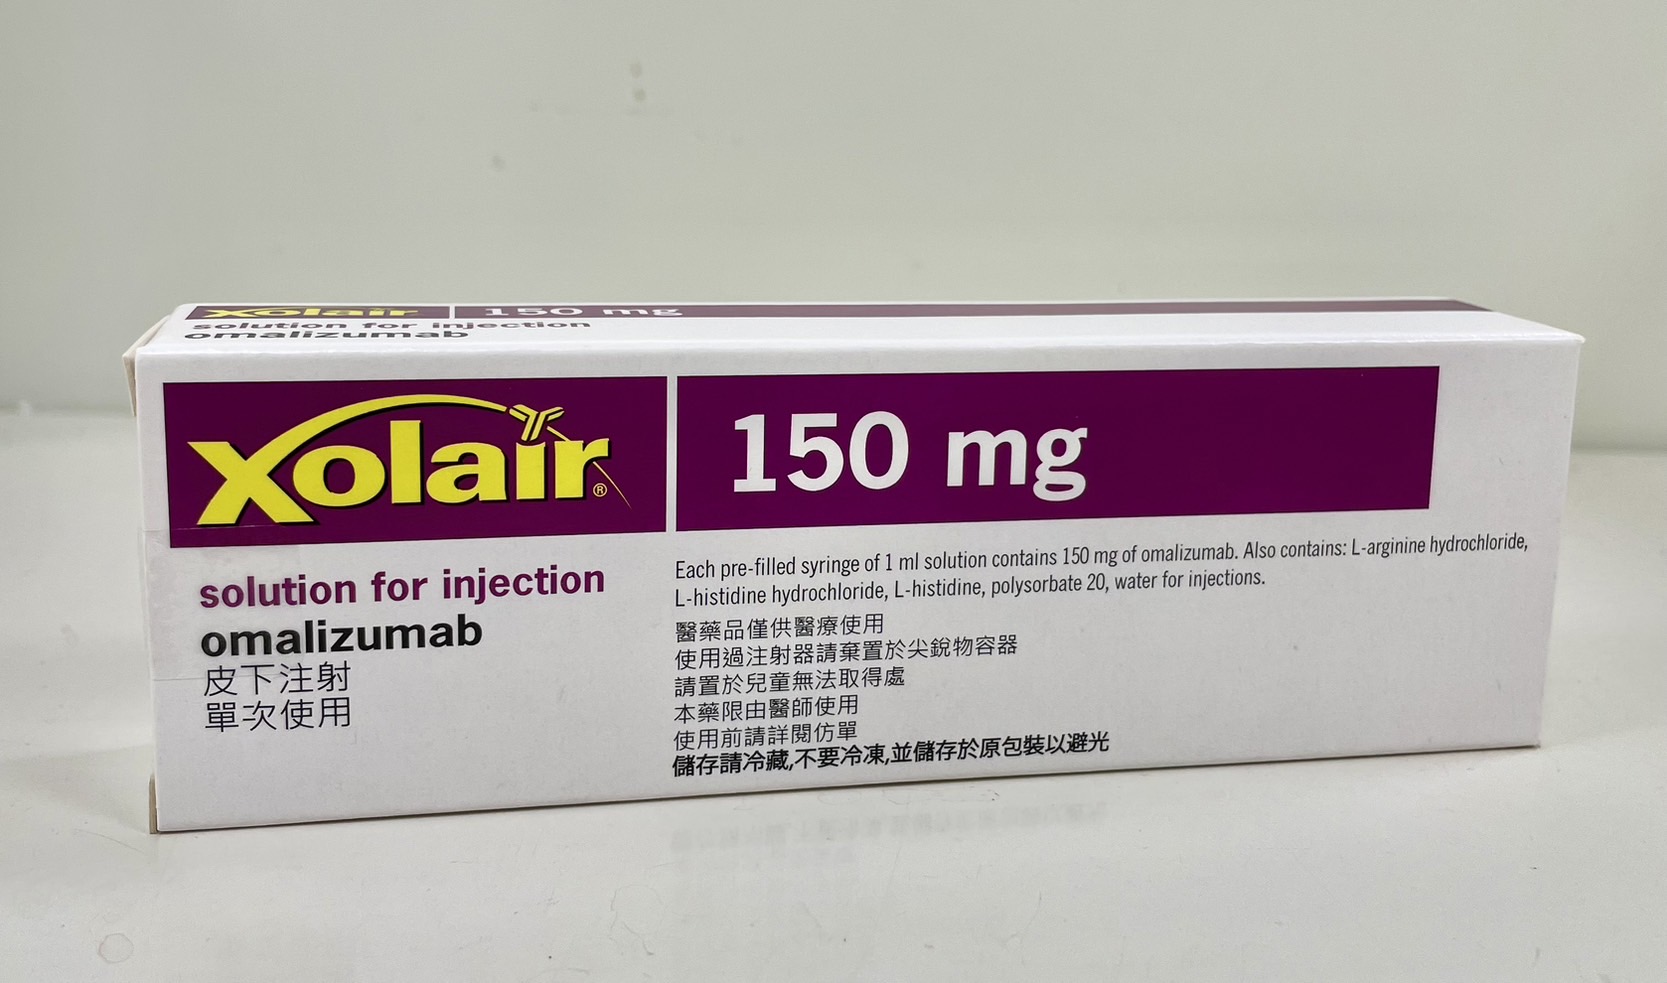 xolair 150 mg
solution for injection
omalizumab
xolair®
150 mg
solution for injection
omalizumab
皮下注射
單次使用
Each pre-filled syringe of 1 ml solution contains 150 mg of omalizumab. Also contains: L-arginine hydrochloride,
L-histidine hydrochloride, L-histidine, polysorbate 20, water for injections.
醫藥品僅供醫療使用
使用過注射器請棄置於尖銳物容器
請置於兒童無法取得處
本藥限由醫師使用
使用前請詳閱仿單
儲存請冷藏,不要冷凍,並儲存於原包裝以避光